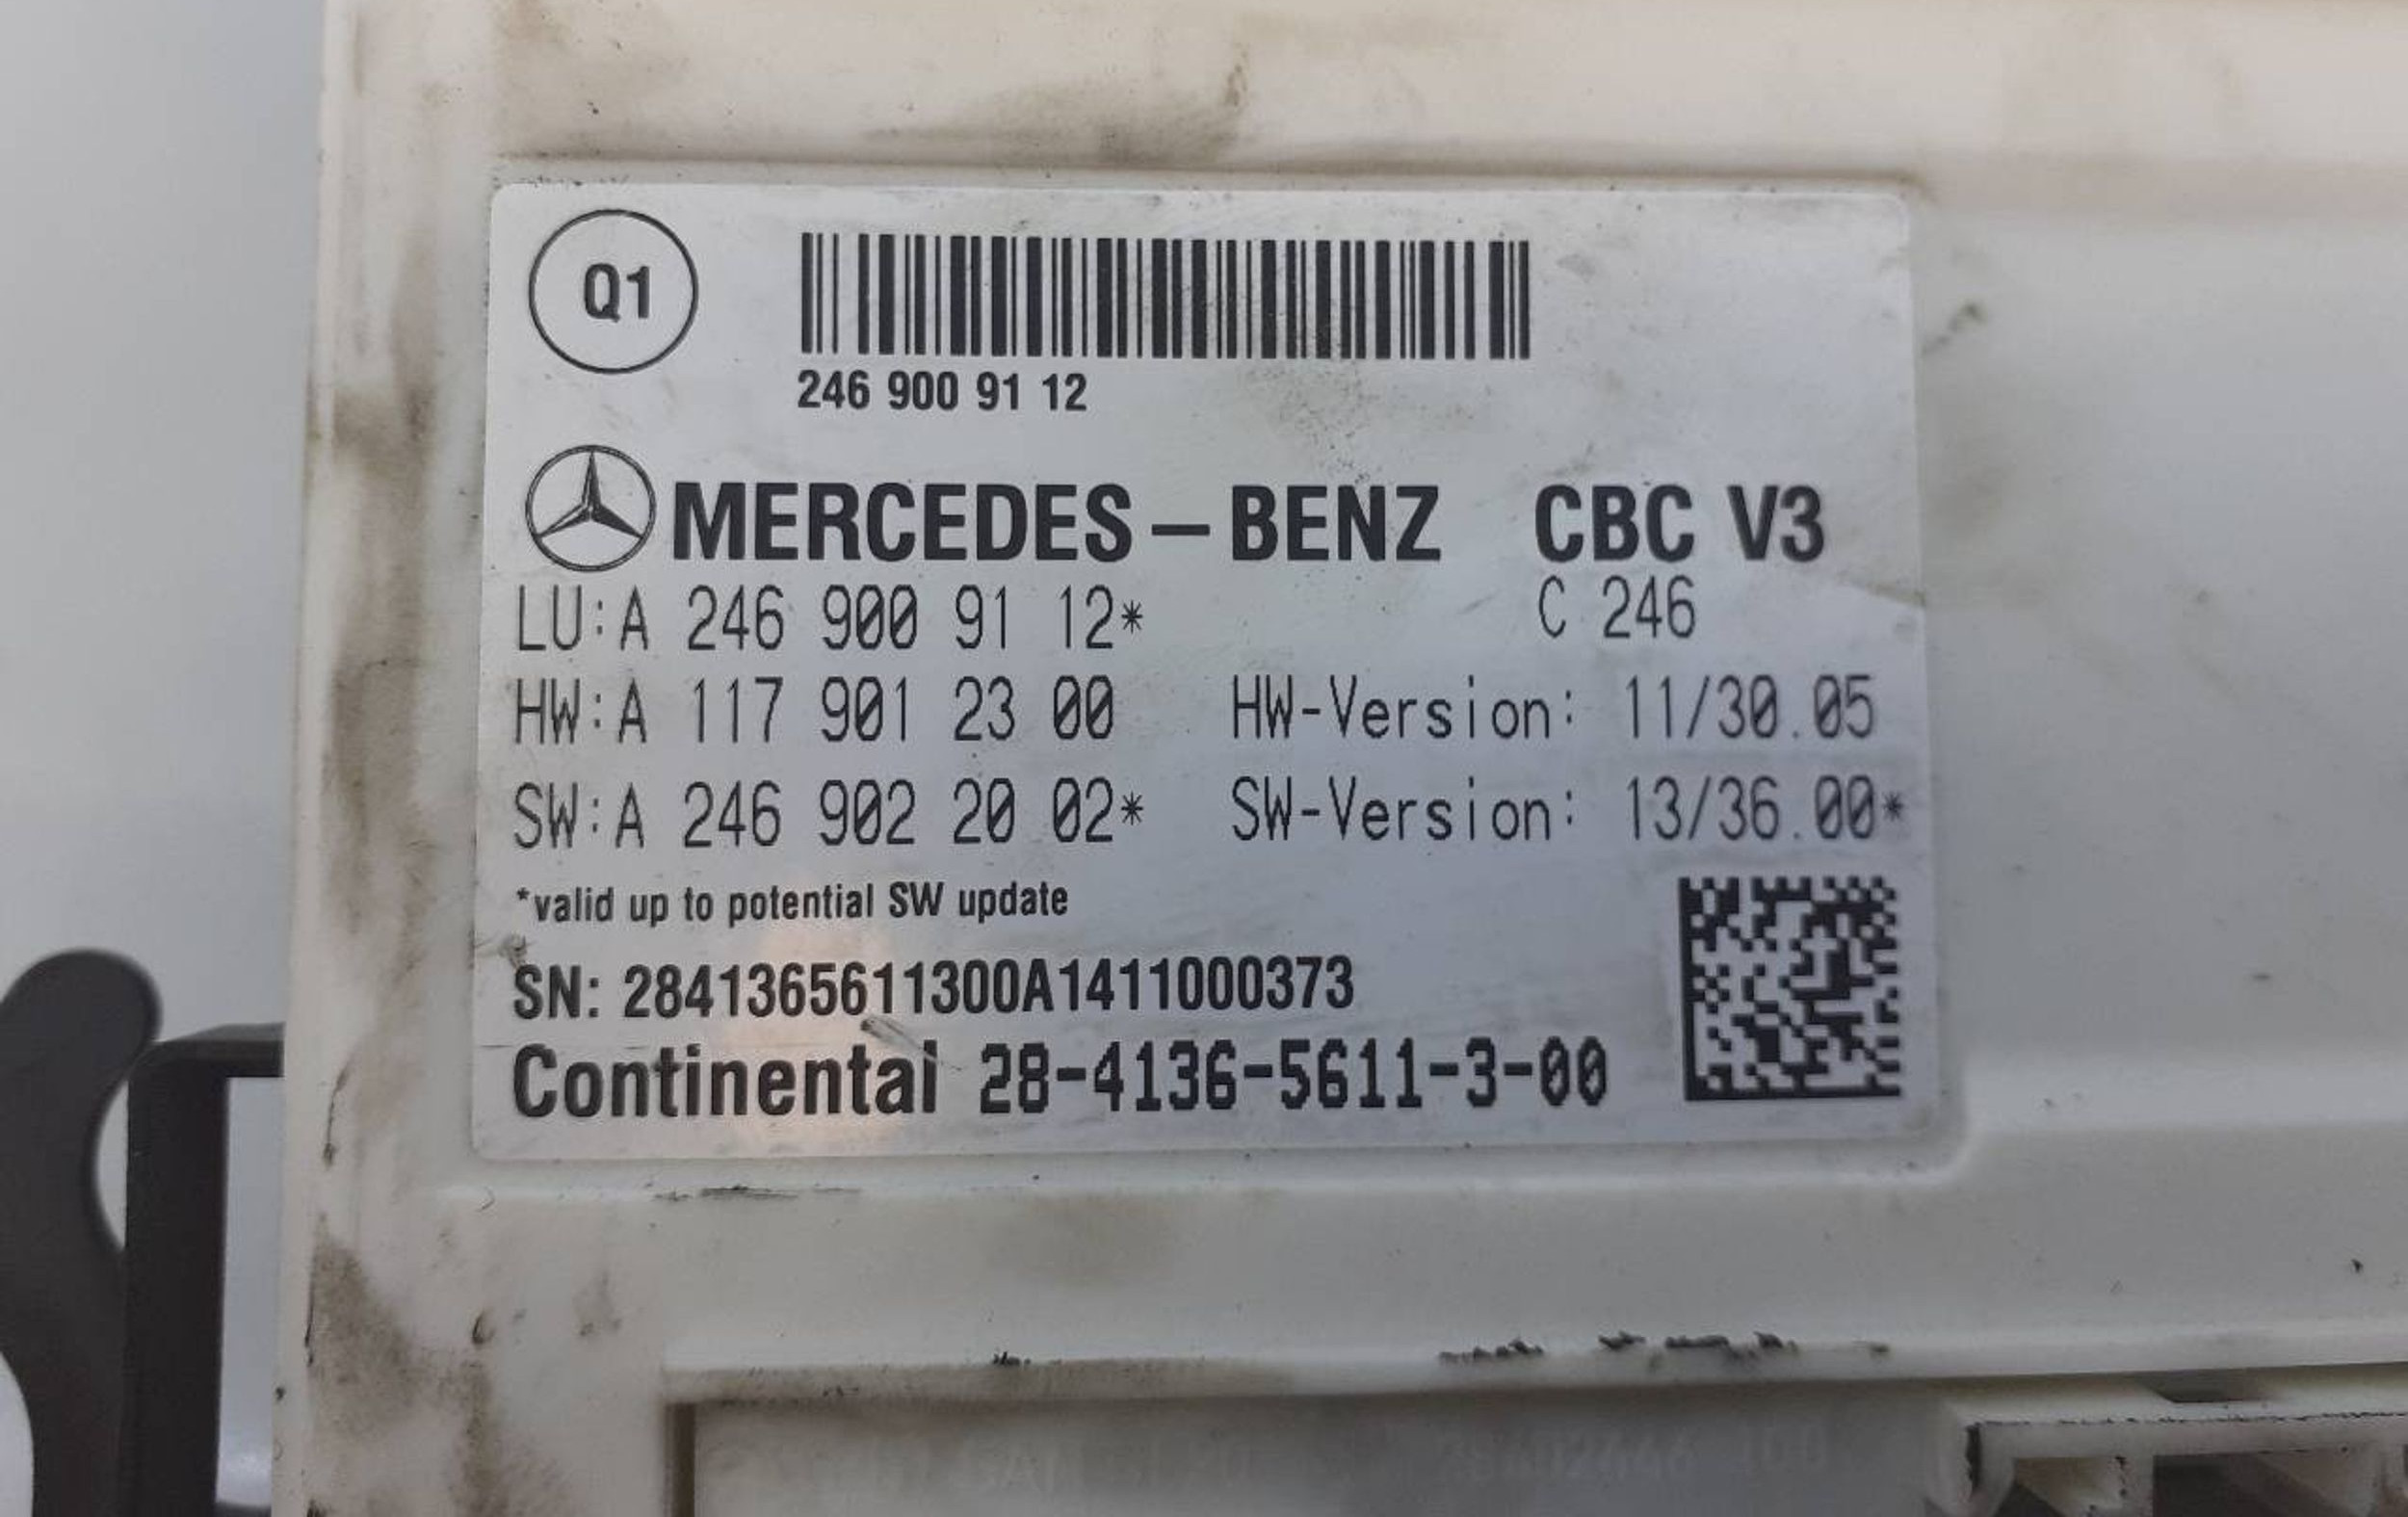 Q1
246 900 91 12
MERCEDES-BENZ CBC V3
LU:A 246 900 91 12* C 246
HW:A 117 901 23 00 HW-Version: 11/30.05
SW:A 246 902 20 02* SW-Version: 13/36.00*
*valid up to potential SW update
SN: 2841365611300A1411000373
Continental 28-4136-5611-3-00